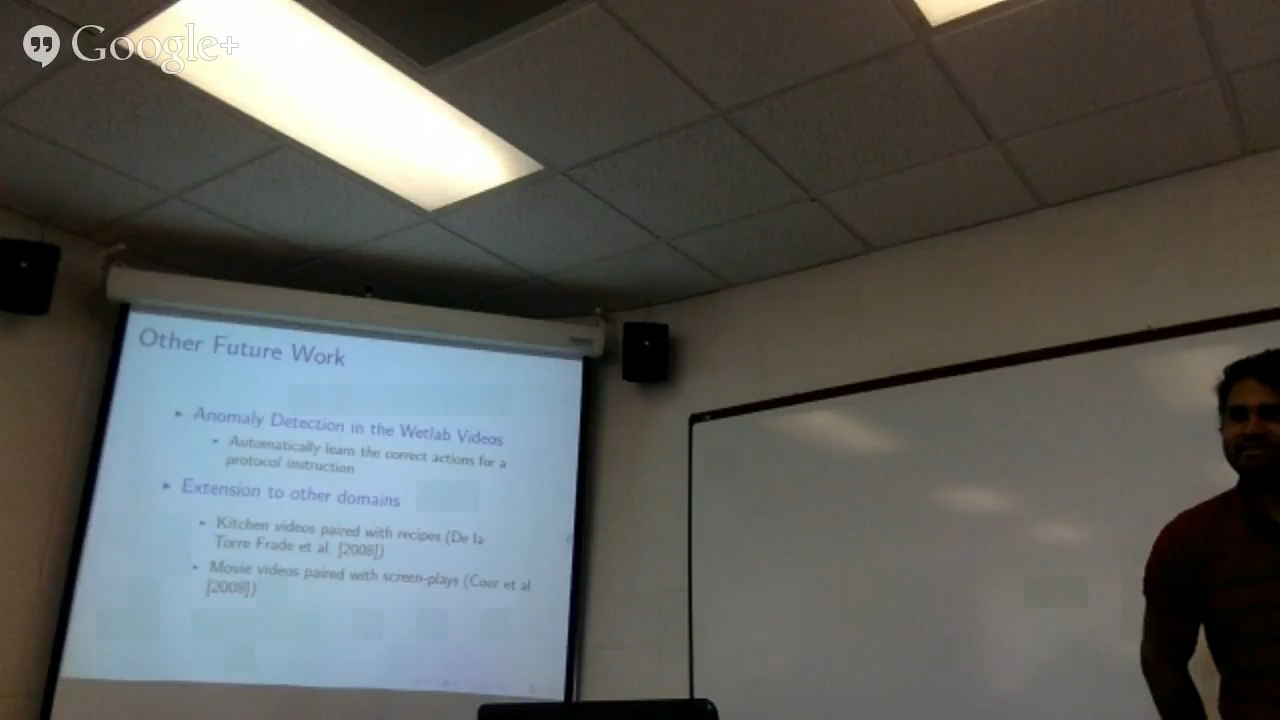 Google+
Other Future Work
Anomaly Detection in the Wetlab Videos
Automatically learn the correct actions for a
protocol instruction
Extension to other domains
Kitchen videos paired with recipes (De la
Torre Frade et al. [2008])
Movie videos paired with screen-plays (Cour et al.
[2008])